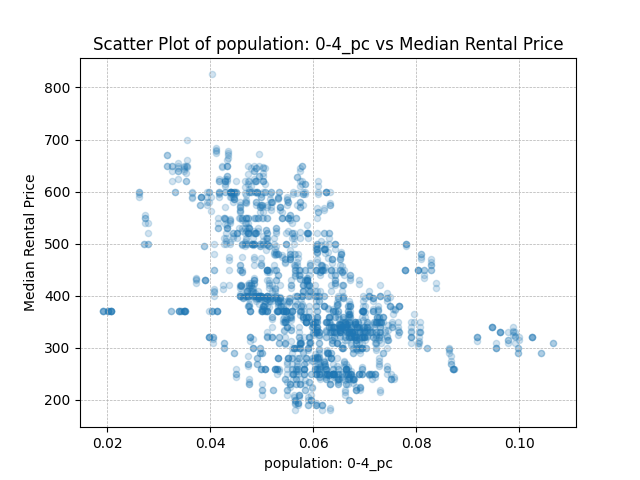 Scatter Plot of population: 0-4_pc vs Median Rental Price
800
700
600
500
400
300
200
Median Rental Price
0.02 0.04 0.06 0.08 0.10
population: 0-4_pc